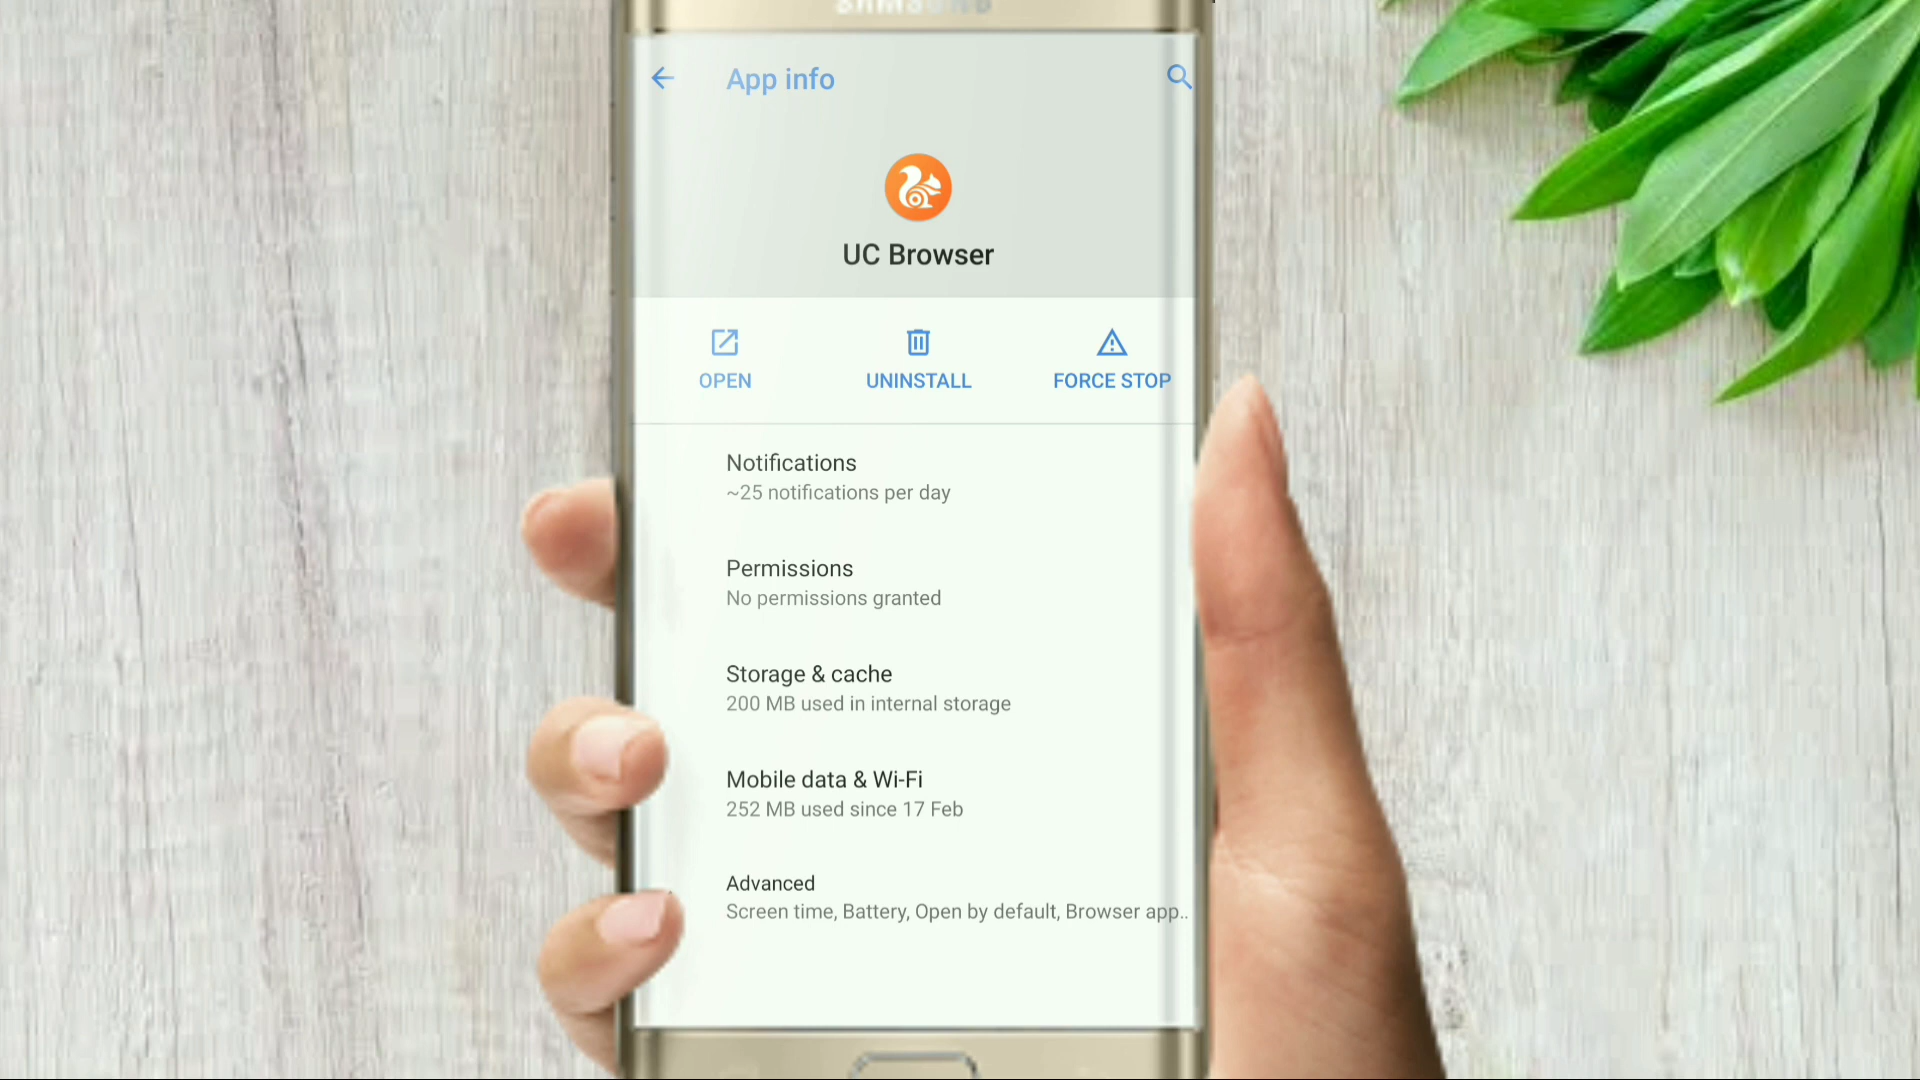 SAMSUNG
App info
UC Browser
OPEN
UNINSTALL
FORCE STOP
Notifications
~25 notifications per day
Permissions
No permissions granted
Storage & cache
200 MB used in internal storage
Mobile data & Wi-Fi
252 MB used since 17 Feb
Advanced
Screen time, Battery, Open by default, Browser app..